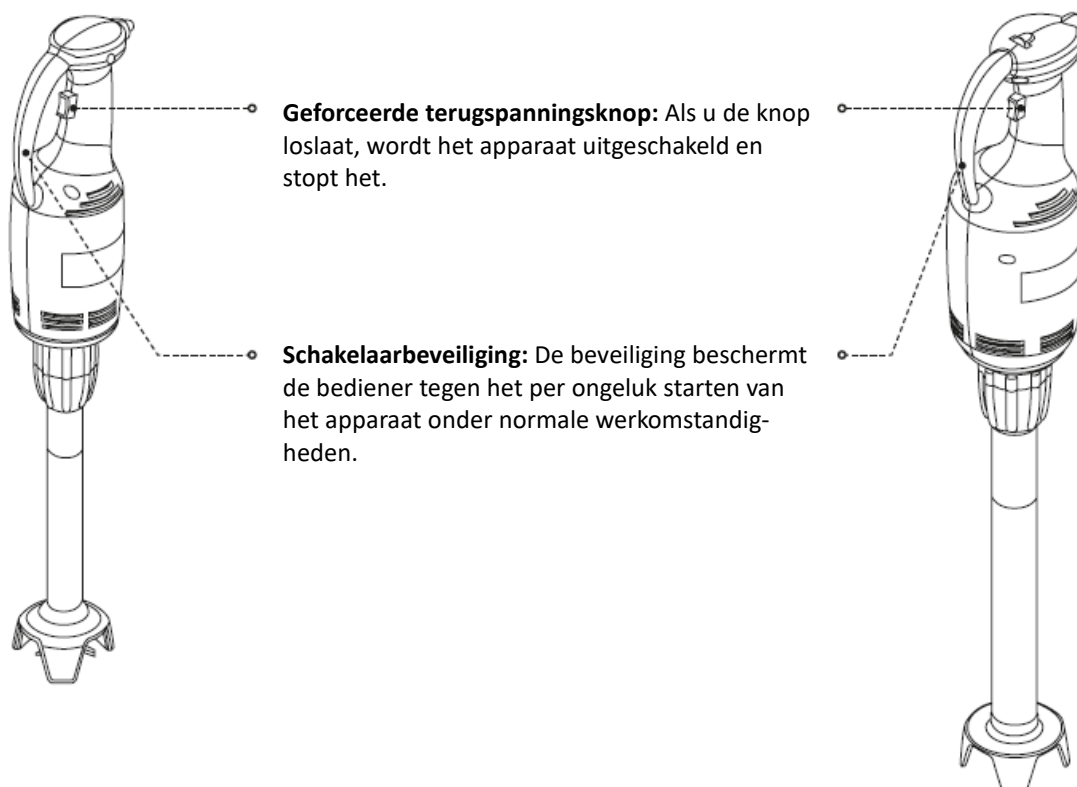 Geforceerde terugspanningsknop: Als u de knop
loslaat, wordt het apparaat uitgeschakeld en
stopt het.
Schakelaarbeveiliging: De beveiliging beschermt
de bediener tegen het per ongeluk starten van
het apparaat onder normale werkomstandig-
heden.